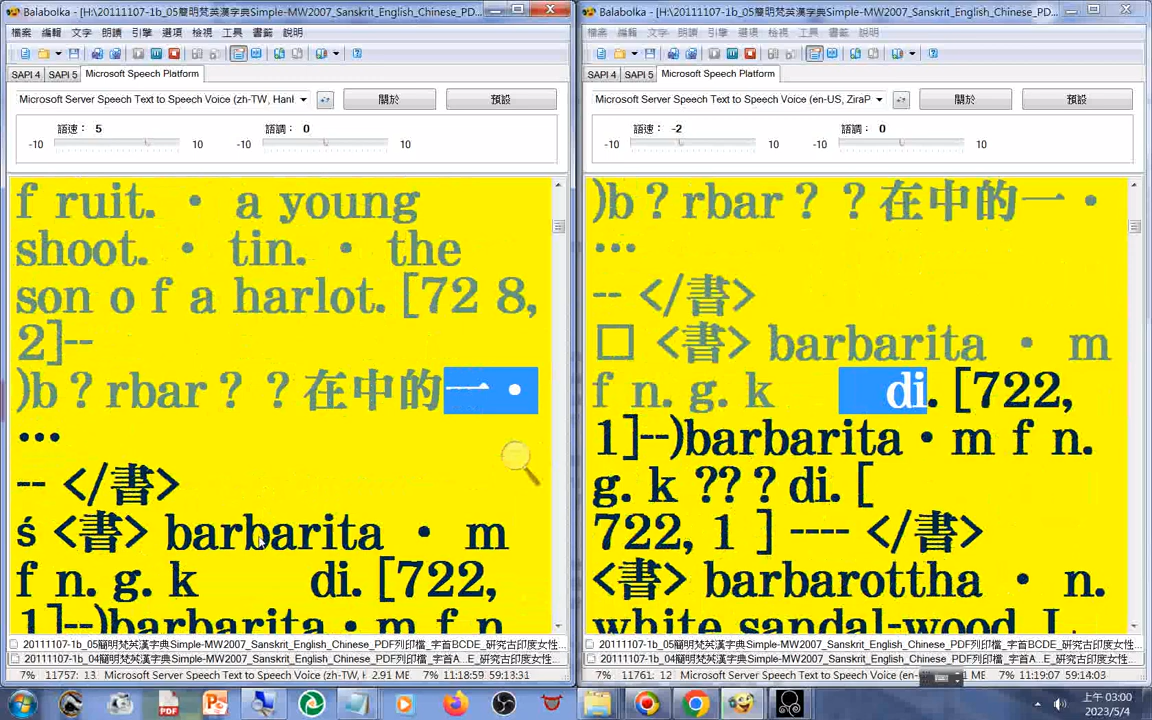 Balabolka - [H:\20111107-1b_05簡明梵英漢字典Simple-MW2007_Sanskrit_English_Chinese_PD...
檔案 編輯 文字 朗讀 引擎 選項 檢視 工具 書籤 說明
SAPI 4 SAPI 5 Microsoft Speech Platform
Microsoft Server Speech Text to Speech Voice (zh-TW, HanI
關於 預設
語速： 5 語調： 0
-10 10 -10 10
f ruit. • a young
shoot. • tin. • the
son o f a harlot. [72 8,
2]--
)b？rbar？？在中的一•
...
-- </書>
ś <書> barbarita • m
f n. g. k di. [722,
1]--)barbarita • m f n
20111107-1b_05簡明梵英漢字典Simple-MW2007_Sanskrit_English_Chinese_PDF列印檔_字首BCDE_研究古印度女性...
20111107-1b_04簡明梵英漢字典Simple-MW2007_Sanskrit_English_Chinese_PDF列印檔_字首A...E_研究古印度女性...
7% 11757: 13 Microsoft Server Speech Text to Speech Voice (zh-TW, H 2.91 ME 7% 11:18:59 59:13:31
Balabolka - [H:\20111107-1b_05簡明梵英漢字典Simple-MW2007_Sanskrit_English_Chinese_PD...
檔案 編輯 文字 朗讀 引擎 選項 檢視 工具 書籤 說明
SAPI 4 SAPI 5 Microsoft Speech Platform
Microsoft Server Speech Text to Speech Voice (en-US, ZiraP
關於 預設
語速： -2 語調： 0
-10 10 -10 10
)b？rbar？？在中的一•
...
-- </書>
□ <書> barbarita • m
f n. g. k di. [722,
1]--)barbarita • m f n.
g. k ??？di. [
722, 1 ] ---- </書>
<書> barbarottha • n.
white sandal-wood [.
20111107-1b_05簡明梵英漢字典Simple-MW2007_Sanskrit_English_Chinese_PDF列印檔_字首BCDE_研究古印度女性...
20111107-1b_04簡明梵英漢字典Simple-MW2007_Sanskrit_English_Chinese_PDF列印檔_字首A...E_研究古印度女性...
7% 11761: 12 Microsoft Server Speech Text to Speech Voice (en-US, Z ME 7% 11:19:07 59:14:03
上午 03:00
2023/5/4